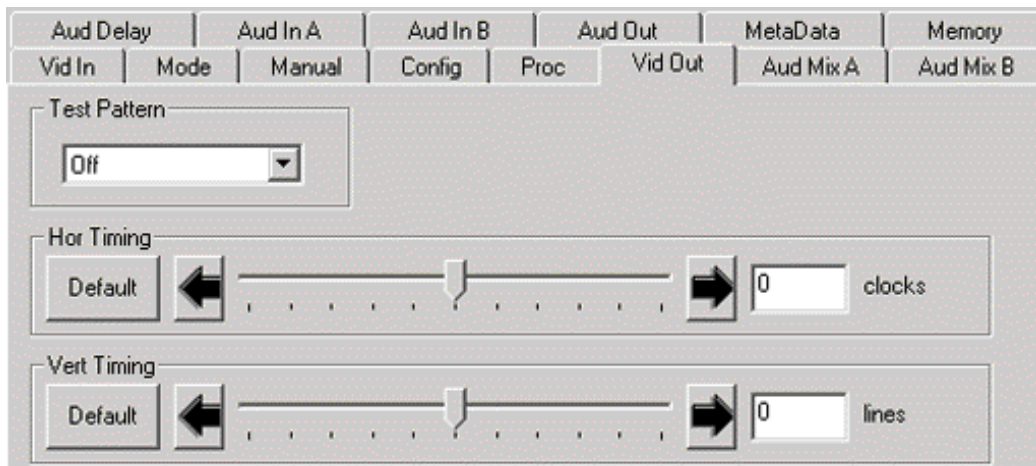 Aud Delay Aud In A Aud In B Aud Out MetaData Memory
Vid In Mode Manual Config Proc Vid Out Aud Mix A Aud Mix B
Test Pattern
Off
Hor Timing
Default 0 clocks
Vert Timing
Default 0 lines